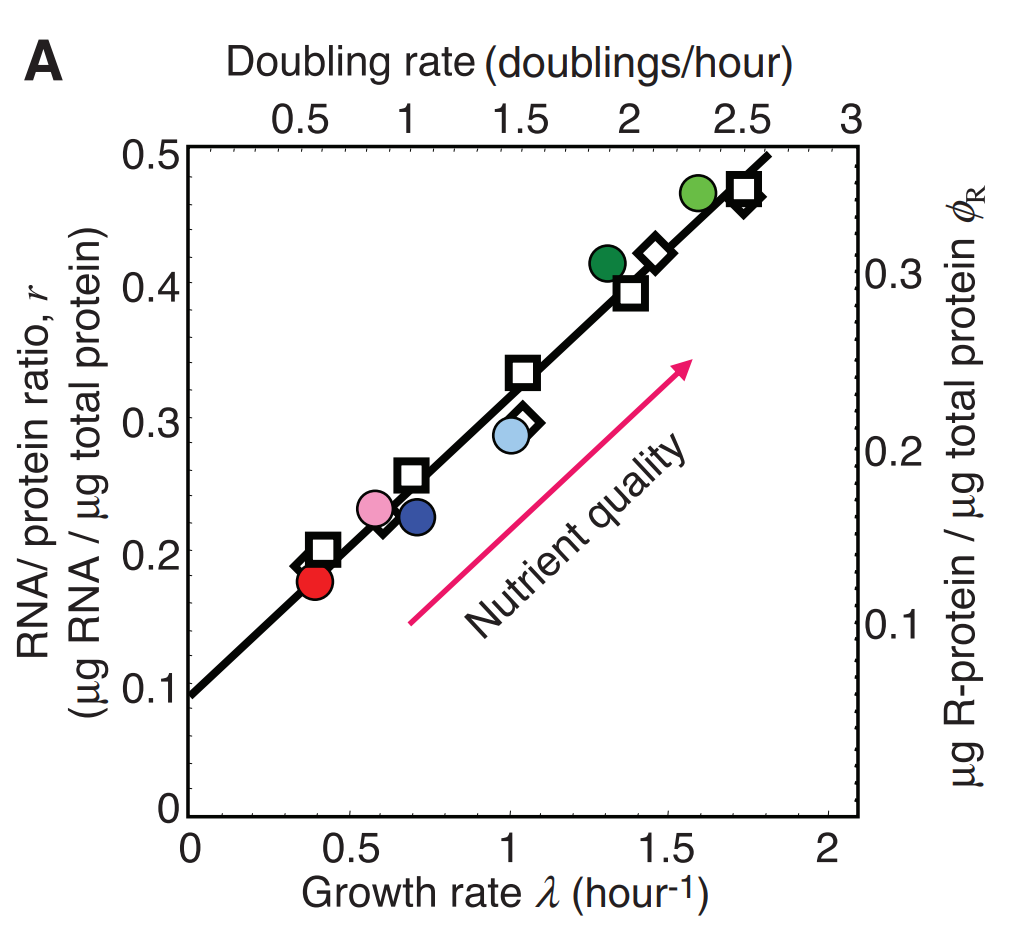 A
Doubling rate (doublings/hour)
0.5 1 1.5 2 2.5 3
RNA/ protein ratio, r
(μg RNA / μg total protein)
0.5
0.4
0.3
0.2
0.1
0
Nutrient quality
0.3
0.2
0.1
μg R-protein / μg total protein ϕR
0 0.5 1 1.5 2
Growth rate λ (hour-1)